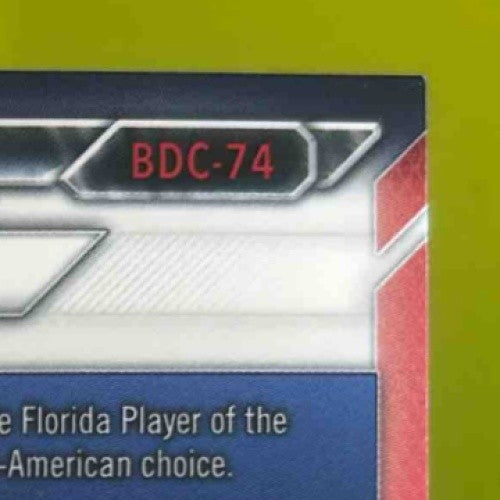 BDC-74
e Florida Player of the
-American choice.